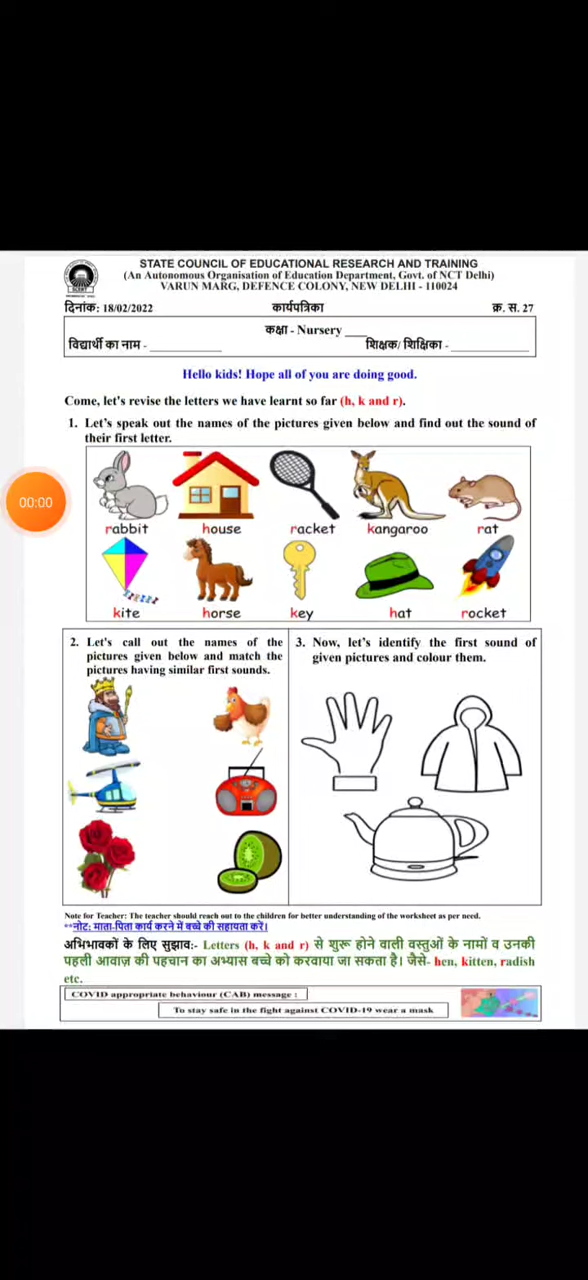 STATE COUNCIL OF EDUCATIONAL RESEARCH AND TRAINING
(An Autonomous Organisation of Education Department, Govt. of NCT Delhi)
VARUN MARG, DEFENCE COLONY, NEW DELHI - 110024
दिनांक: 18/02/2022 कार्यपत्रिका क्र. स. 27
कक्षा - Nursery ___
विद्यार्थी का नाम - ___________ शिक्षक/ शिक्षिका - ___________
Hello kids! Hope all of you are doing good.
Come, let's revise the letters we have learnt so far (h, k and r).
1. Let's speak out the names of the pictures given below and find out the sound of
their first letter.
00:00
rabbit house racket kangaroo rat
kite horse key hat rocket
2. Let's call out the names of the
pictures given below and match the
pictures having similar first sounds.
3. Now, let's identify the first sound of
given pictures and colour them.
Note for Teacher: The teacher should reach out to the children for better understanding of the worksheet as per need.
**नोट: माता-पिता कार्य करने में बच्चे की सहायता करें।
अभिभावकों के लिए सुझाव:- Letters (h, k and r) से शुरू होने वाली वस्तुओं के नामों व उनकी
पहली आवाज़ की पहचान का अभ्यास बच्चे को करवाया जा सकता है। जैसे- hen, kitten, radish
etc.
COVID appropriate behaviour (CAB) message :
To stay safe in the fight against COVID-19 wear a mask